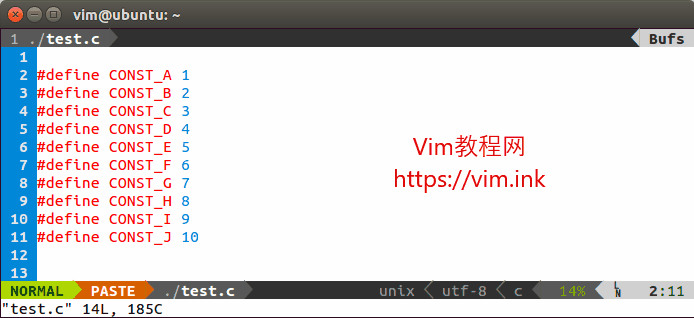 vim@ubuntu: ~
1 ./test.c Bufs
1
2 #define CONST_A 1
3 #define CONST_B 2
4 #define CONST_C 3
5 #define CONST_D 4
6 #define CONST_E 5
7 #define CONST_F 6
8 #define CONST_G 7
9 #define CONST_H 8
10 #define CONST_I 9
11 #define CONST_J 10
12
13
Vim教程网
https://vim.ink
NORMAL PASTE ./test.c unix utf-8 c 14% LN 2:11
"test.c" 14L, 185C